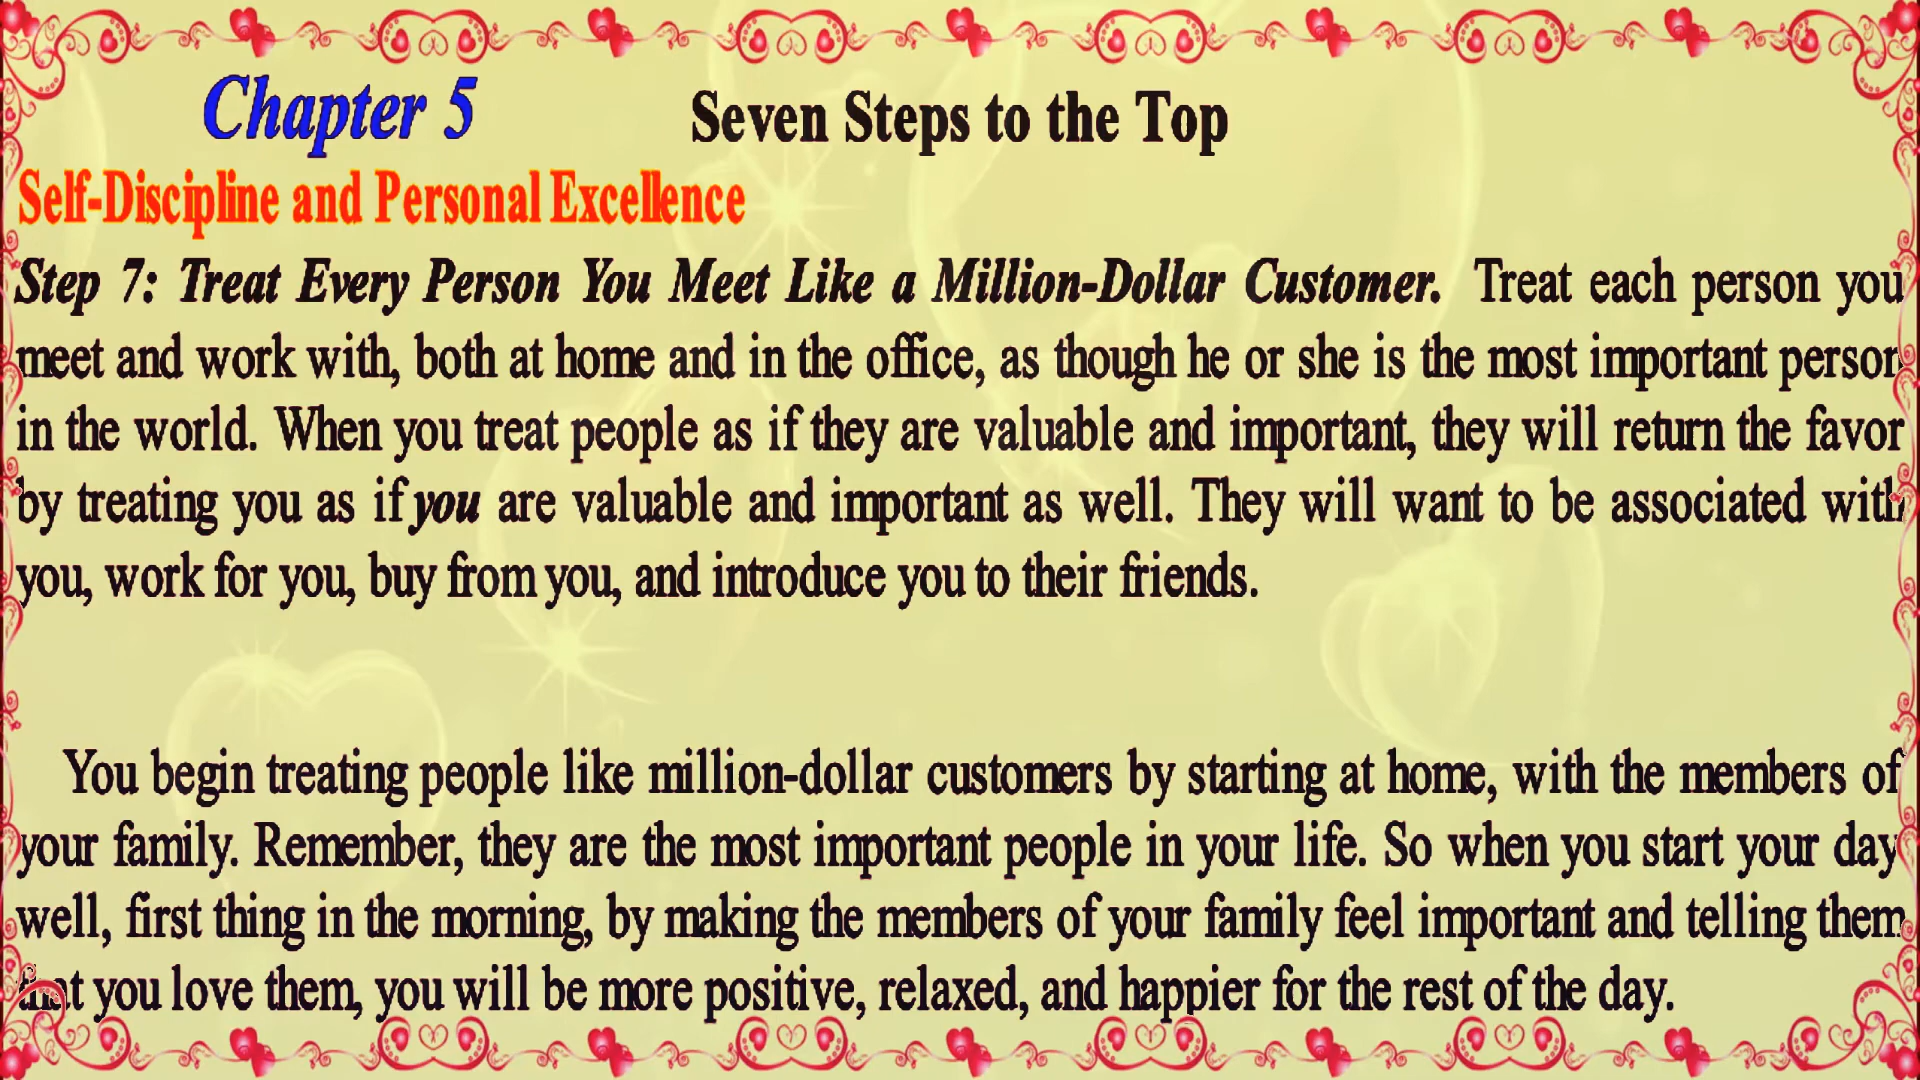 Chapter 5 Seven Steps to the Top
Self-Discipline and Personal Excellence
Step 7: Treat Every Person You Meet Like a Million-Dollar Customer. Treat each person you
meet and work with, both at home and in the office, as though he or she is the most important person
in the world. When you treat people as if they are valuable and important, they will return the favor
by treating you as if you are valuable and important as well. They will want to be associated with
you, work for you, buy from you, and introduce you to their friends.
You begin treating people like million-dollar customers by starting at home, with the members of
your family. Remember, they are the most important people in your life. So when you start your day
well, first thing in the morning, by making the members of your family feel important and telling them
that you love them, you will be more positive, relaxed, and happier for the rest of the day.